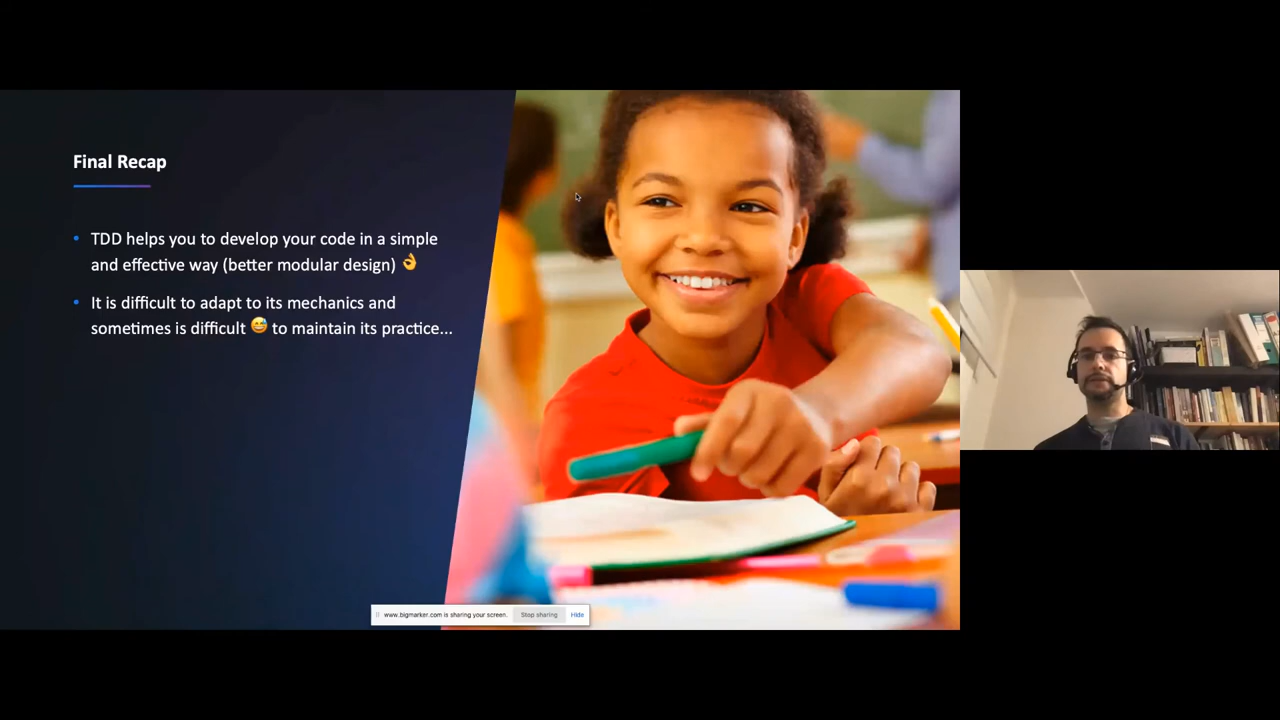 Final Recap
• TDD helps you to develop your code in a simple
and effective way (better modular design) 👌
• It is difficult to adapt to its mechanics and
sometimes is difficult 😅 to maintain its practice...
www.bigmarker.com is sharing your screen. Stop sharing Hide